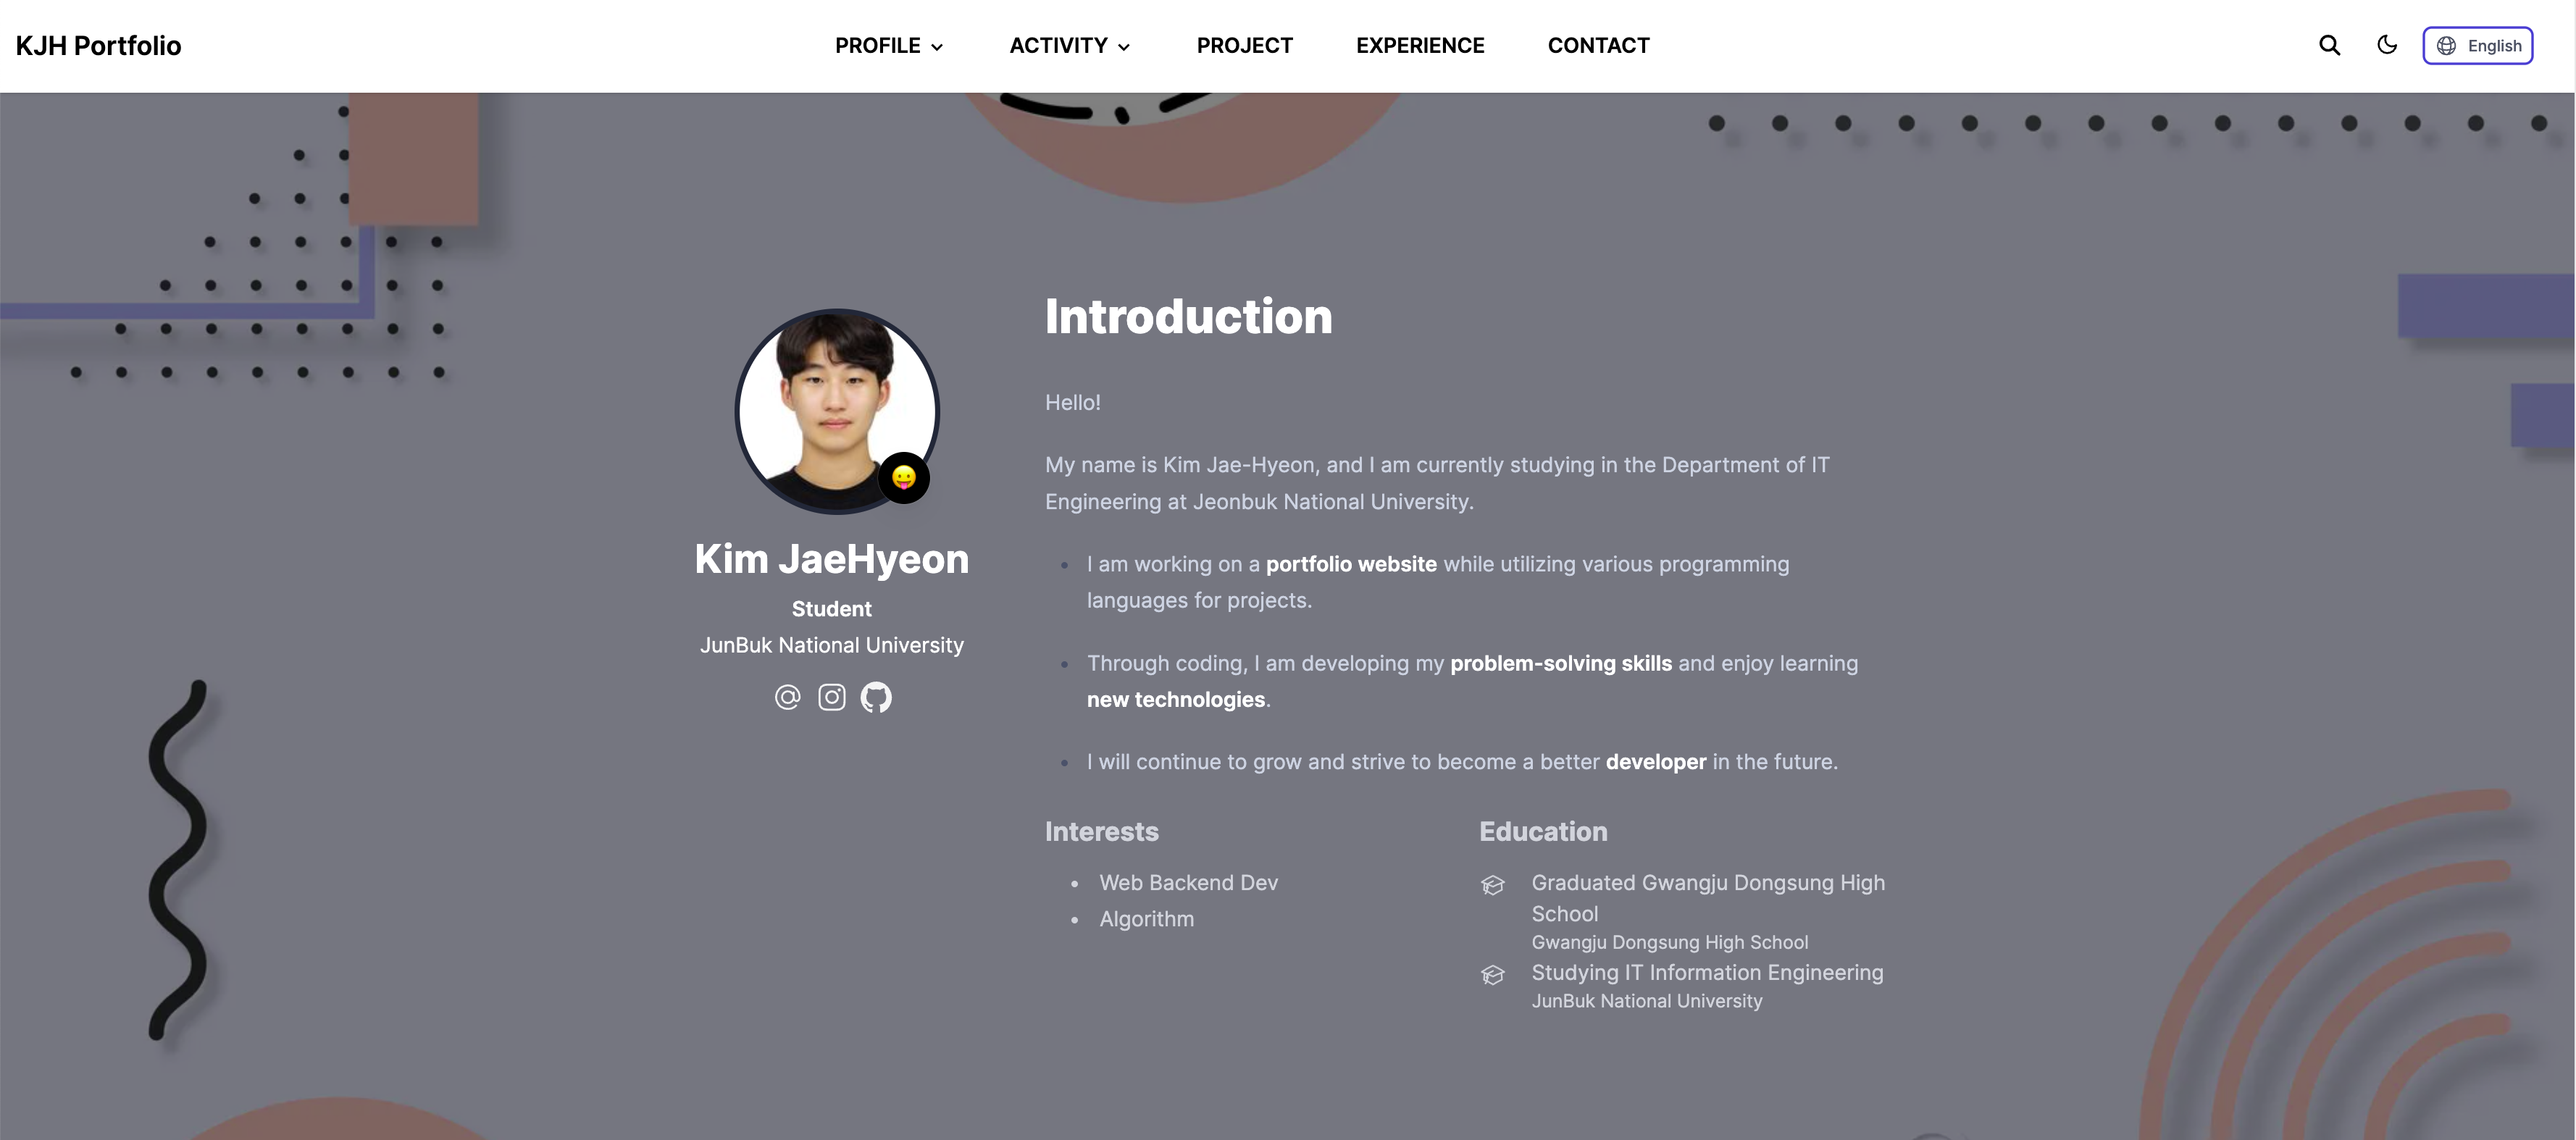 KJH Portfolio
PROFILE
ACTIVITY
PROJECT
EXPERIENCE
CONTACT
English
Kim JaeHyeon
Student
JunBuk National University
Introduction
Hello!
My name is Kim Jae-Hyeon, and I am currently studying in the Department of IT
Engineering at Jeonbuk National University.
I am working on a portfolio website while utilizing various programming
languages for projects.
Through coding, I am developing my problem-solving skills and enjoy learning
new technologies.
I will continue to grow and strive to become a better developer in the future.
Interests
Web Backend Dev
Algorithm
Education
Graduated Gwangju Dongsung High
School
Gwangju Dongsung High School
Studying IT Information Engineering
JunBuk National University